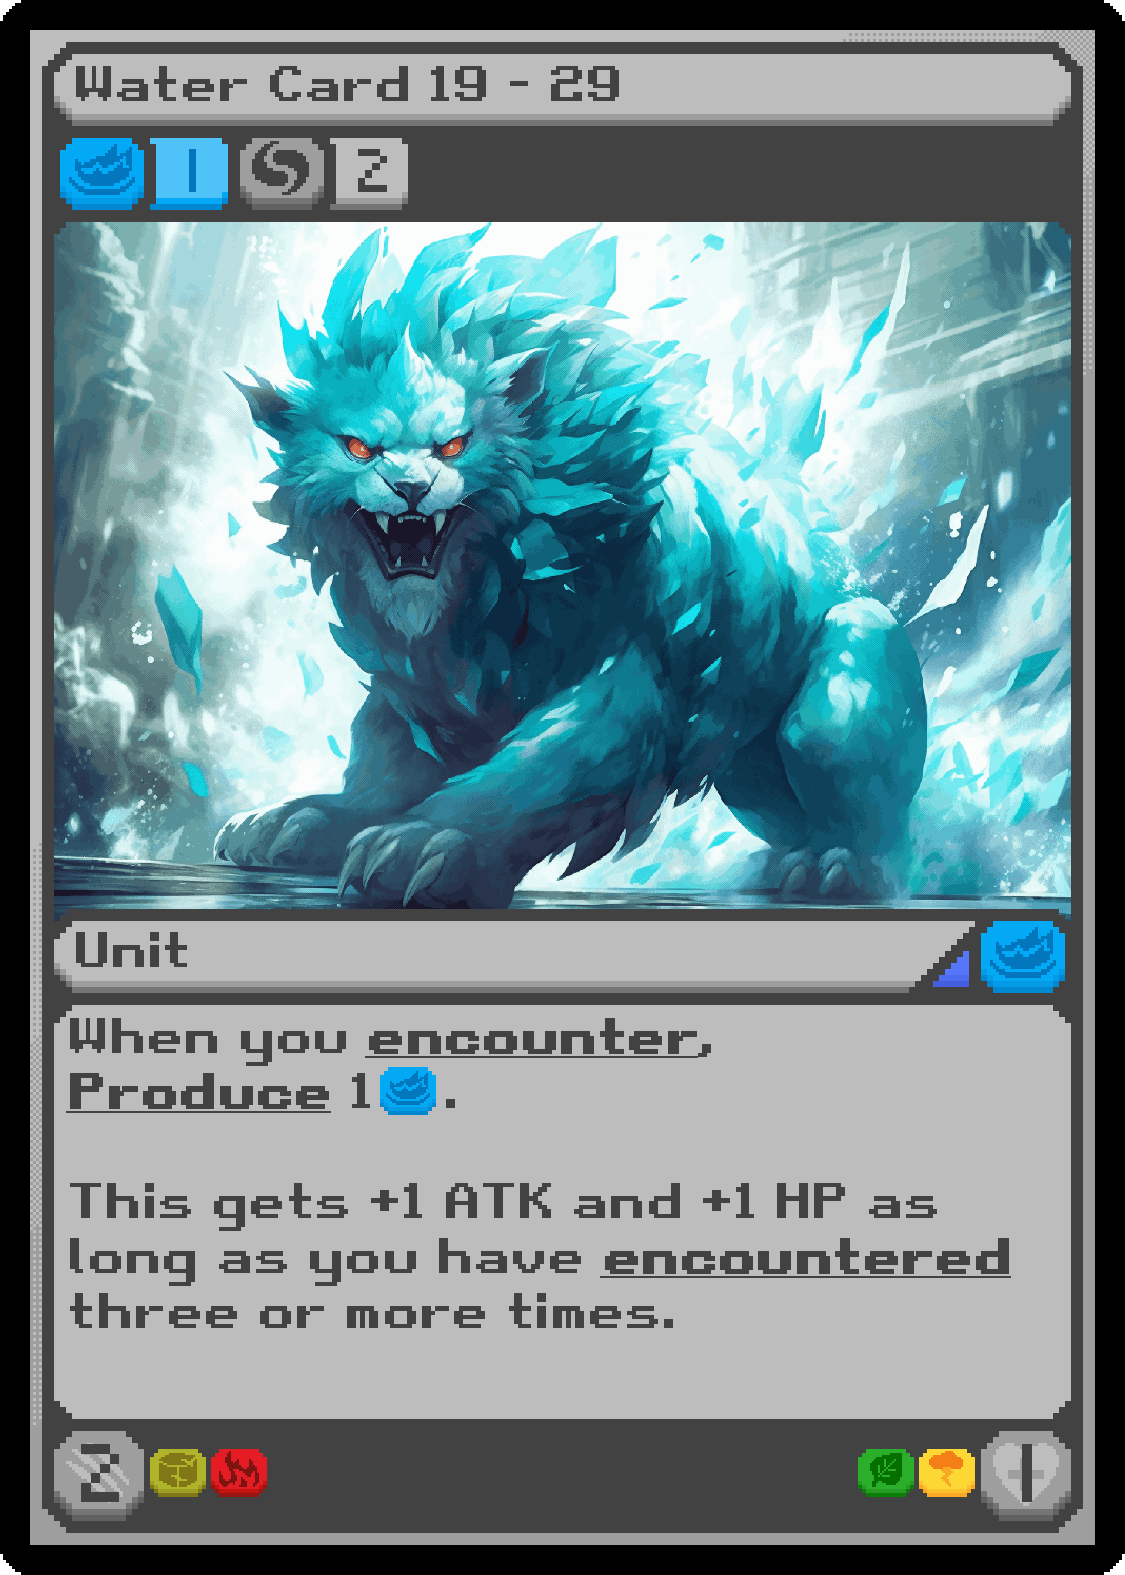 Water Card 19 - 29
1 2
Unit
When you encounter,
Produce 1.
This gets +1 ATK and +1 HP as
long as you have encountered
three or more times.
2 1